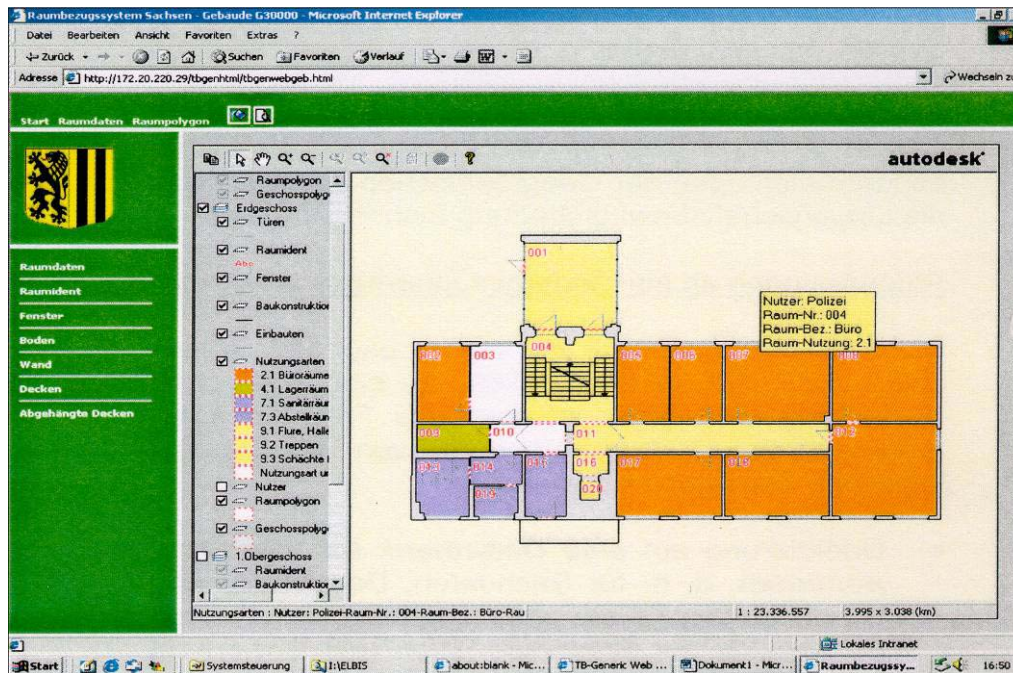 Raumbezugssystem Sachsen - Gebäude G30000 - Microsoft Internet Explorer
Datei Bearbeiten Ansicht Favoriten Extras ?
Zurück Suchen Favoriten Verlauf
Adresse http://172.20.220.29/tbgenhtml/tbgenwebgeb.html Wechseln zu
Start Raumdaten Raumpolygon
autodesk
Raumdaten
Raumident
Fenster
Boden
Wand
Decken
Abgehängte Decken
Raumpolygon
Geschosspolyg
Erdgeschoss
Türen
Raumident
Abc
Fenster
Baukonstruktion
Einbauten
Nutzungsarten
2.1 Büroräume
4.1 Lagerräum
7.1 Sanitärräu
7.3 Abstellräu
9.1 Flure, Halle
9.2 Treppen
9.3 Schächte
Nutzungsart u
Nutzer
Raumpolygon
Geschosspolyg
1.Obergeschoss
Raumident
Baukonstruktion
001
Nutzer: Polizei
Raum-Nr.: 004
Raum-Bez.: Büro
Raum-Nutzung: 2.1
002 003 004 005 006 007
009 010 011
014 015 016 017 018
019 020
Nutzungsarten : Nutzer: Polizei-Raum-Nr.: 004-Raum-Bez.: Büro-Rau 1 : 23.336.557 3.995 x 3.038 (km)
Lokales Intranet
Start Systemsteuerung I:\ELBIS about:blank - Mic... TB-Generic Web ... Dokument1 - Micr... Raumbezugssy... 16:50